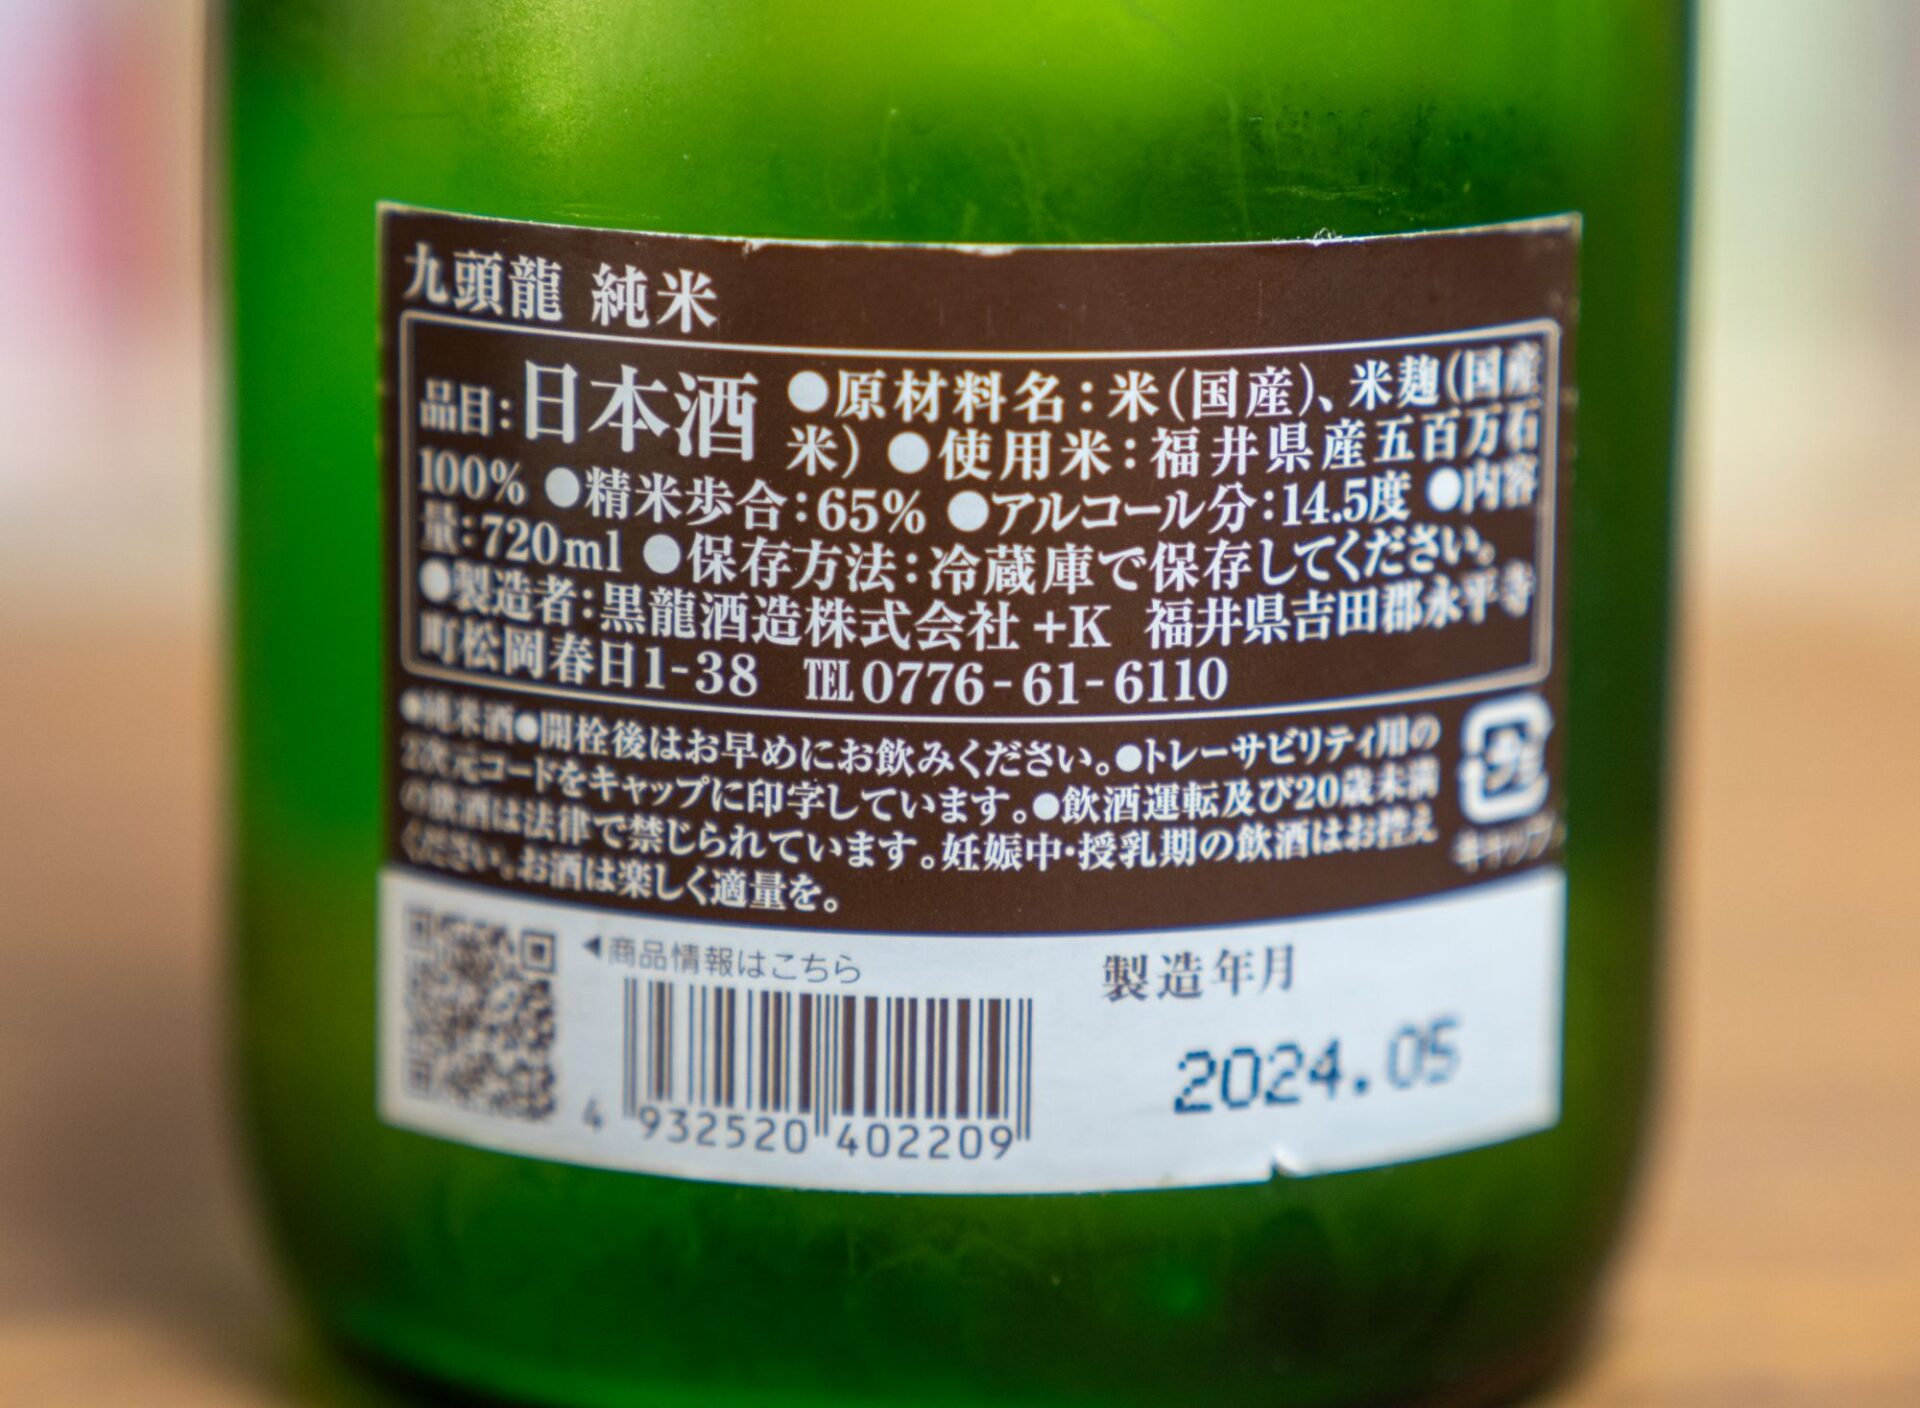 九頭龍 純米
品目：日本酒 ●原材料名：米（国産）、米麹（国産
米） ●使用米：福井県産五百万石
100% ●精米歩合：65% ●アルコール分：14.5度 ●内容
量：720ml ●保存方法：冷蔵庫で保存してください。
●製造者：黒龍酒造株式会社 +K 福井県吉田郡永平寺
町松岡春日1-38 TEL 0776-61-6110
●純米酒●開栓後はお早めにお飲みください。●トレーサビリティ用の
2次元コードをキャップに印字しています。●飲酒運転及び20歳未満
の飲酒は法律で禁じられています。妊娠中・授乳期の飲酒はお控え
ください。お酒は楽しく適量を。
プラ
キャップ
◀商品情報はこちら
4 932520 402209
製造年月
2024.05